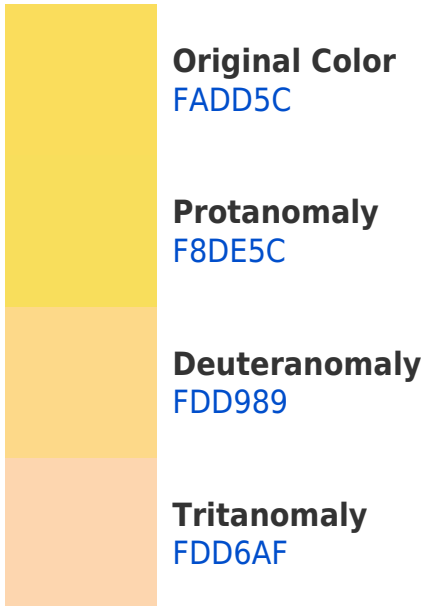 Original Color
FADD5C
Protanomaly
F8DE5C
Deuteranomaly
FDD989
Tritanomaly
FDD6AF